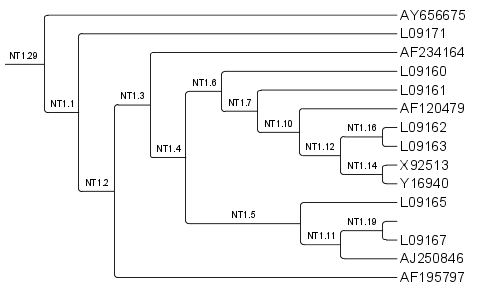 AY656675
NT1.29
L09171
AF234164
L09160
NT1.6
L09161
NT1.3
NT1.1
NT1.7
AF120479
NT1.10
L09162
NT1.16
L09163
NT1.4
NT1.12
X92513
NT1.14
Y16940
NT1.2
L09165
NT1.5
NT1.19
NT1.11
L09167
AJ250846
AF195797